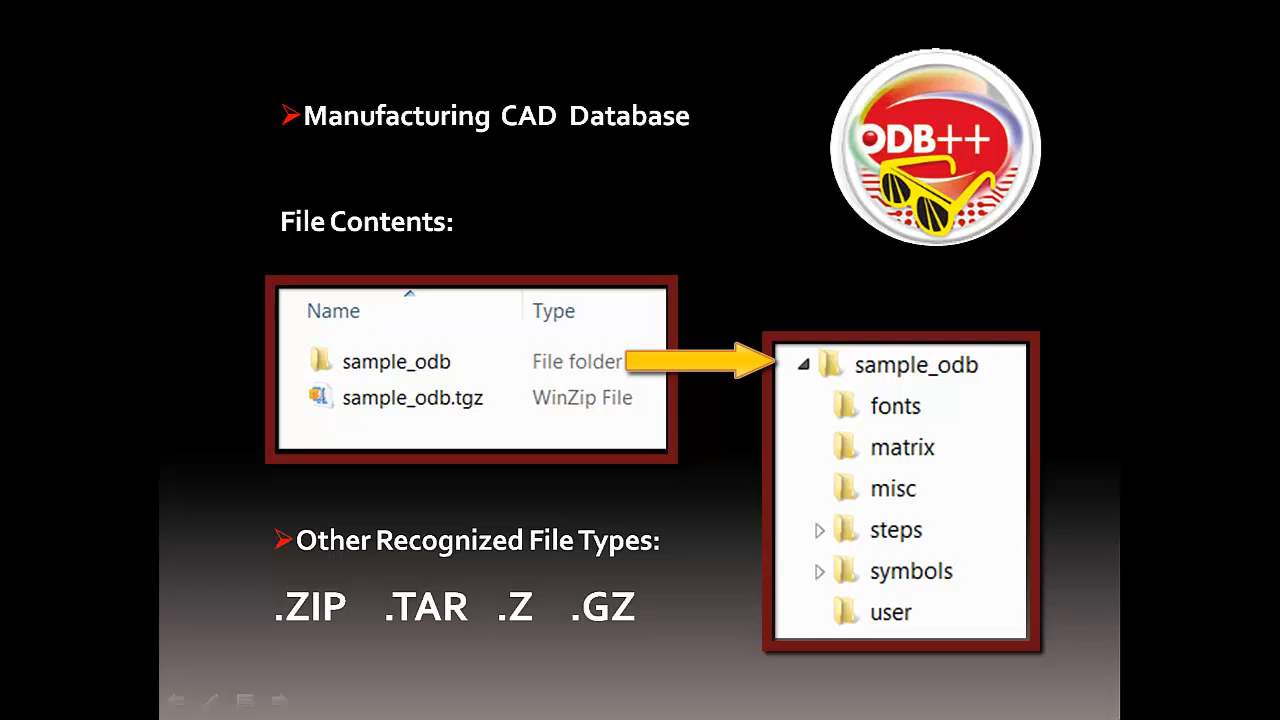 Manufacturing CAD Database
ODB++
File Contents:
Name Type
sample_odb File folder
sample_odb.tgz WinZip File
sample_odb
fonts
matrix
misc
steps
symbols
user
Other Recognized File Types:
.ZIP .TAR .Z .GZ